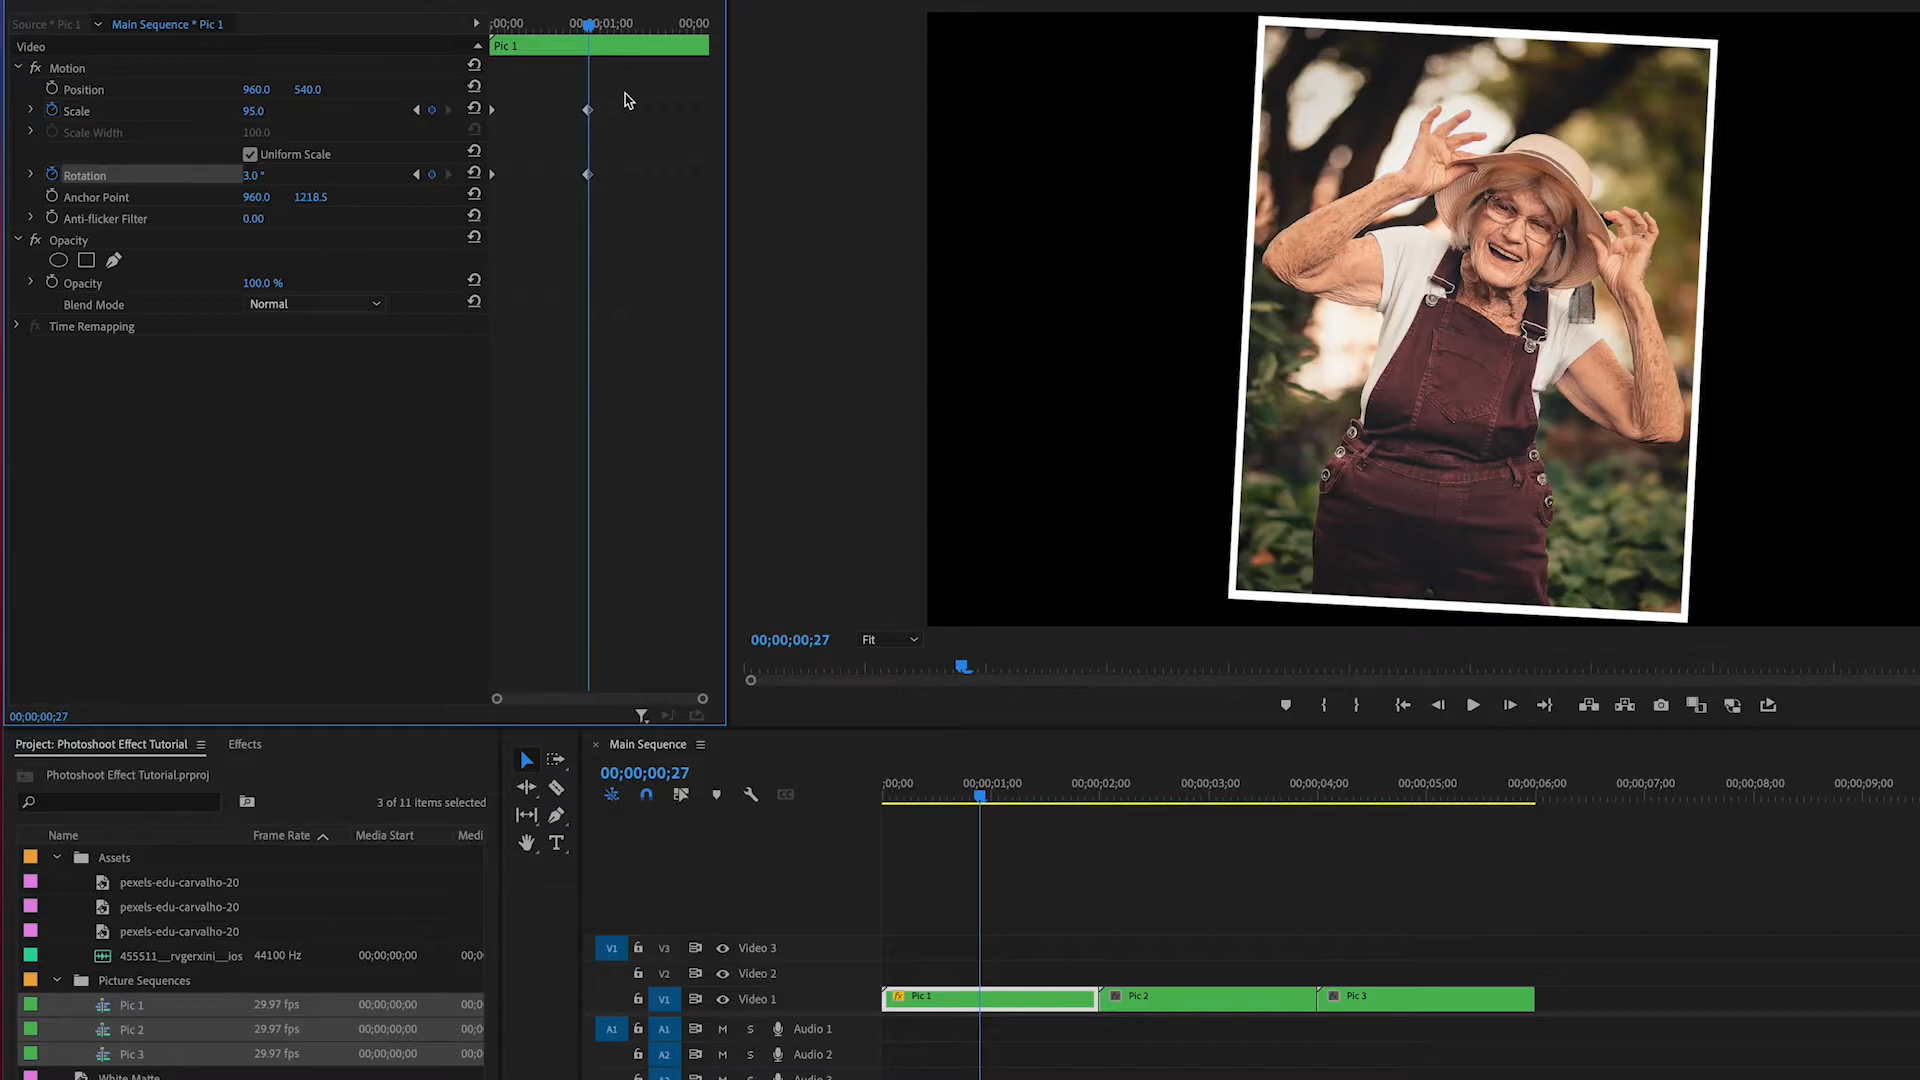 Source * Pic 1 Main Sequence * Pic 1 ;00;00 00;00;01;00 00;00
Video Pic 1
fx Motion
Position 960.0 540.0
Scale 95.0
Scale Width 100.0
Uniform Scale
Rotation 3.0 °
Anchor Point 960.0 1218.5
Anti-flicker Filter 0.00
fx Opacity
Opacity 100.0 %
Blend Mode Normal
fx Time Remapping
00;00;00;27
00;00;00;27 Fit
Project: Photoshoot Effect Tutorial Effects
Photoshoot Effect Tutorial.prproj
3 of 11 items selected
Name Frame Rate Media Start Medi
Assets
pexels-edu-carvalho-20
pexels-edu-carvalho-20
pexels-edu-carvalho-20
455511__rvgerxini__ios 44100 Hz 00;00;00;00 00;0
Picture Sequences
Pic 1 29.97 fps 00;00;00;00 00;0
Pic 2 29.97 fps 00;00;00;00 00;0
Pic 3 29.97 fps 00;00;00;00 00;0
White Matte
× Main Sequence
00;00;00;27
;00;00 00;00;01;00 00;00;02;00 00;00;03;00 00;00;04;00 00;00;05;00 00;00;06;00 00;00;07;00 00;00;08;00 00;00;09;00
V1 V3 Video 3
V2 Video 2
V1 Video 1 fx Pic 1 fx Pic 2 fx Pic 3
A1 A1 M S Audio 1
A2 M S Audio 2
Audio 3